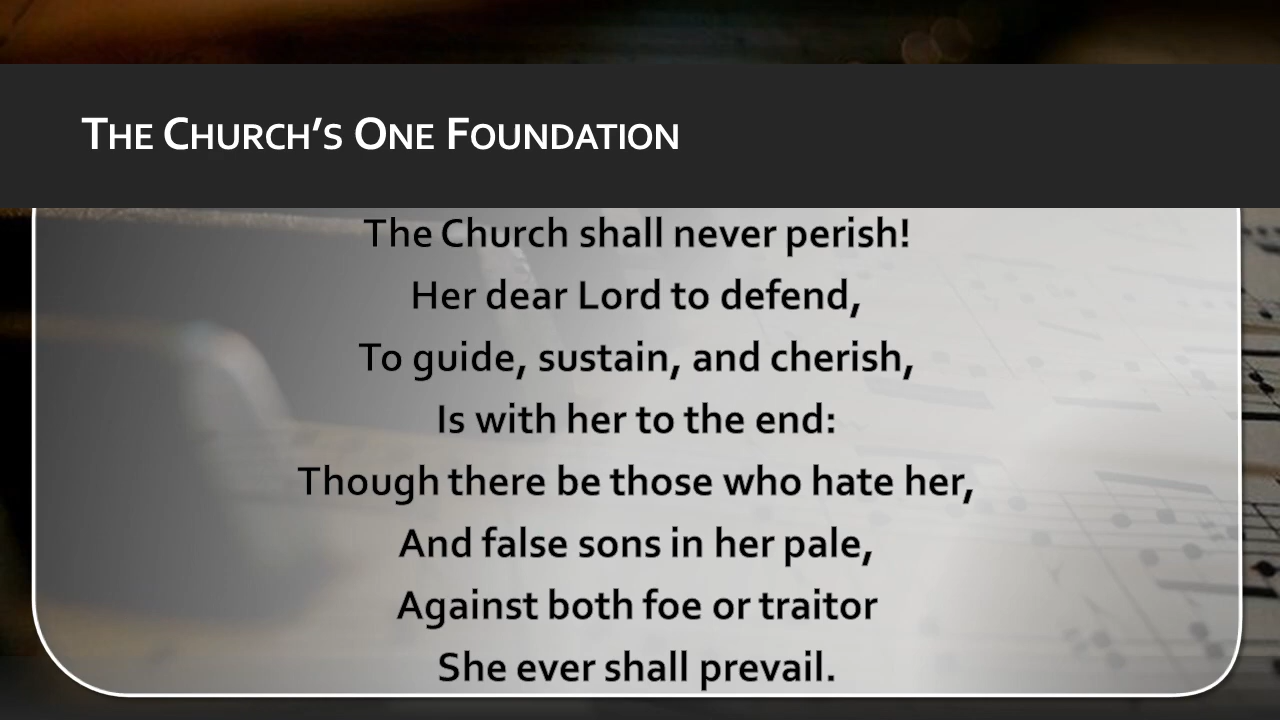 The Church’s One Foundation
The Church shall never perish!
Her dear Lord to defend,
To guide, sustain, and cherish,
Is with her to the end:
Though there be those who hate her,
And false sons in her pale,
Against both foe or traitor
She ever shall prevail.